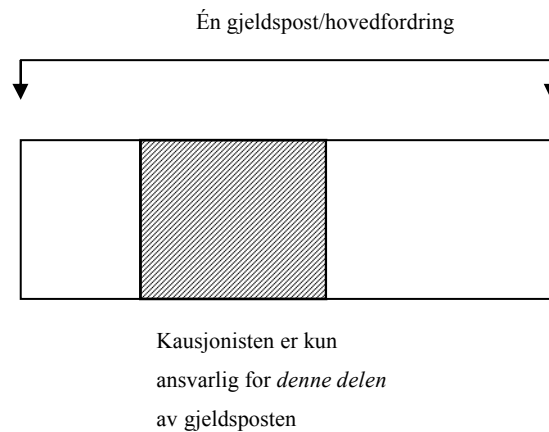 Én gjeldspost/hovedfordring
Kausjonisten er kun
ansvarlig for denne delen
av gjeldsposten